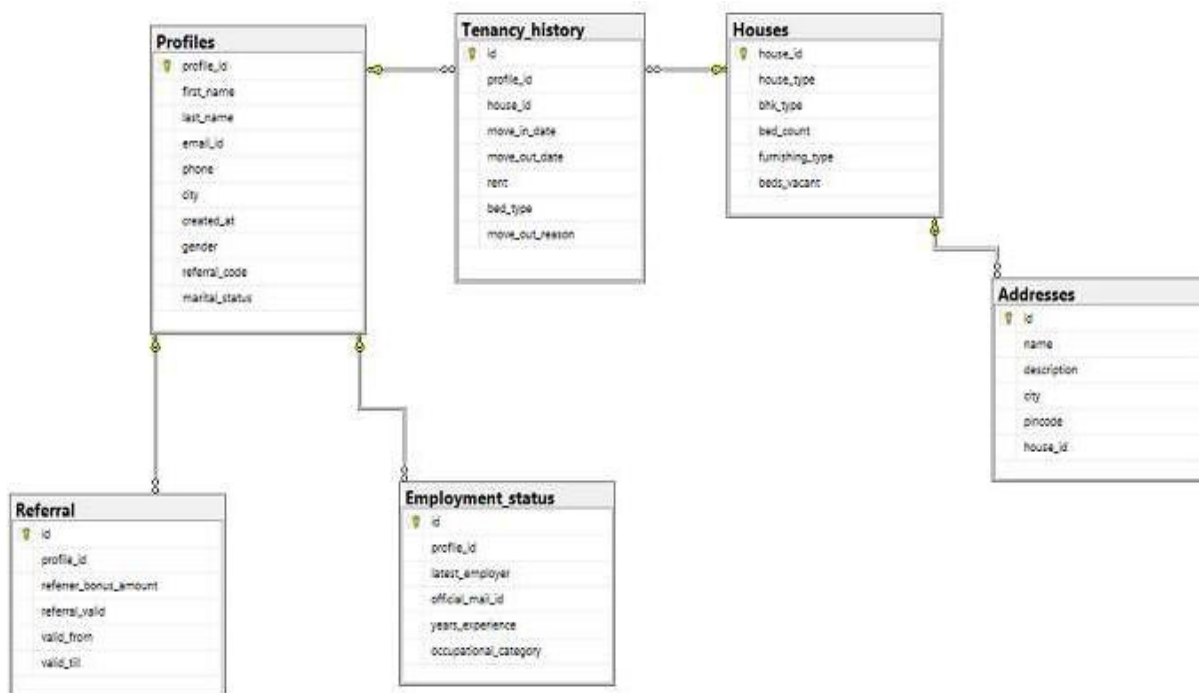 Profiles
profile_id
first_name
last_name
email_id
phone
city
created_at
gender
referral_code
marital_status
Tenancy_history
id
profile_id
house_id
move_in_date
move_out_date
rent
bed_type
move_out_reason
Houses
house_id
house_type
bhk_type
bed_count
furnishing_type
beds_vacant
Addresses
id
name
description
city
pincode
house_id
Referral
id
profile_id
referrer_bonus_amount
referral_valid
valid_from
valid_till
Employment_status
id
profile_id
latest_employer
official_mail_id
years_experience
occupational_category